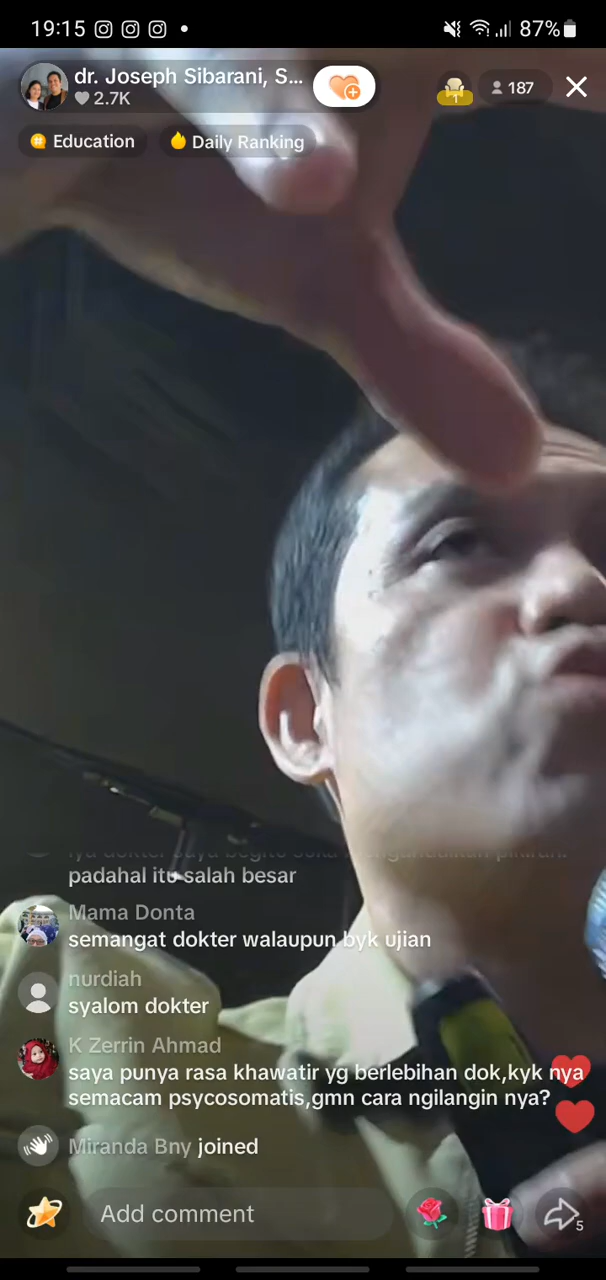 19:15 87%
dr. Joseph Sibarani, S...
2.7K
1
187
Education
Daily Ranking
padahal itu salah besar
Mama Donta
semangat dokter walaupun byk ujian
nurdiah
syalom dokter
K Zerrin Ahmad
saya punya rasa khawatir yg berlebihan dok,kyk nya
semacam psycosomatis,gmn cara ngilangin nya?
Miranda Bny joined
Add comment
5